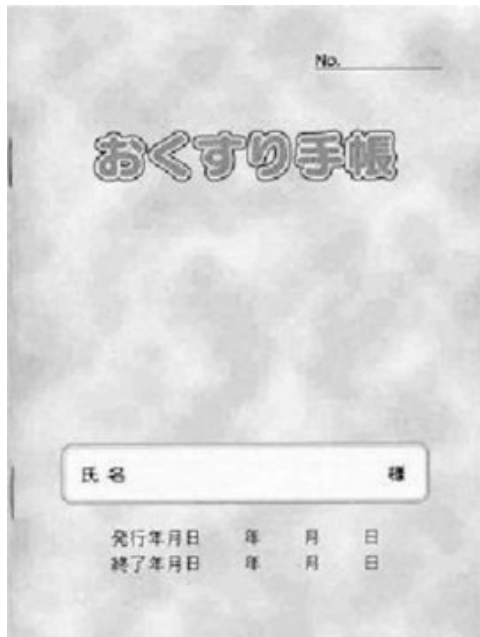 No.
おくすり手帳
氏名 様
発行年月日 年 月 日
終了年月日 年 月 日